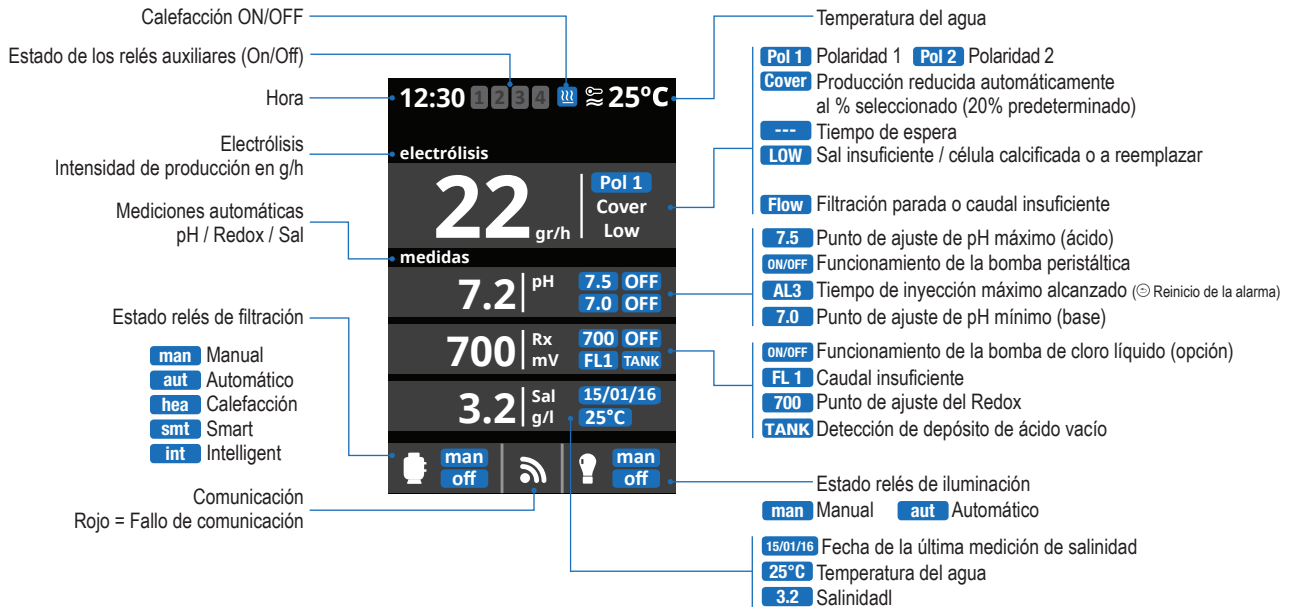 Calefacción ON/OFF
Estado de los relés auxiliares (On/Off)
Hora
Electrólisis
Intensidad de producción en g/h
Mediciones automáticas
pH / Redox / Sal
Estado relés de filtración
man Manual
aut Automático
hea Calefacción
smt Smart
int Intelligent
Comunicación
Rojo = Fallo de comunicación
12:30 1 2 3 4 25ºC
electrólisis
22 gr/h
Pol 1
Cover
Low
medidas
7.2 pH 7.5 OFF
7.0 OFF
700 Rx mV 700 OFF
FL1 TANK
3.2 Sal g/l 15/01/16
25°C
man
off
man
off
Temperatura del agua
Pol 1 Polaridad 1 Pol 2 Polaridad 2
Cover Producción reducida automáticamente
al % seleccionado (20% predeterminado)
--- Tiempo de espera
LOW Sal insuficiente / célula calcificada o a reemplazar
Flow Filtración parada o caudal insuficiente
7.5 Punto de ajuste de pH máximo (ácido)
ON/OFF Funcionamiento de la bomba peristáltica
AL3 Tiempo de inyección máximo alcanzado (⊝ Reinicio de la alarma)
7.0 Punto de ajuste de pH mínimo (base)
ON/OFF Funcionamiento de la bomba de cloro líquido (opción)
FL 1 Caudal insuficiente
700 Punto de ajuste del Redox
TANK Detección de depósito de ácido vacío
Estado relés de iluminación
man Manual aut Automático
15/01/16 Fecha de la última medición de salinidad
25°C Temperatura del agua
3.2 Salinidadl